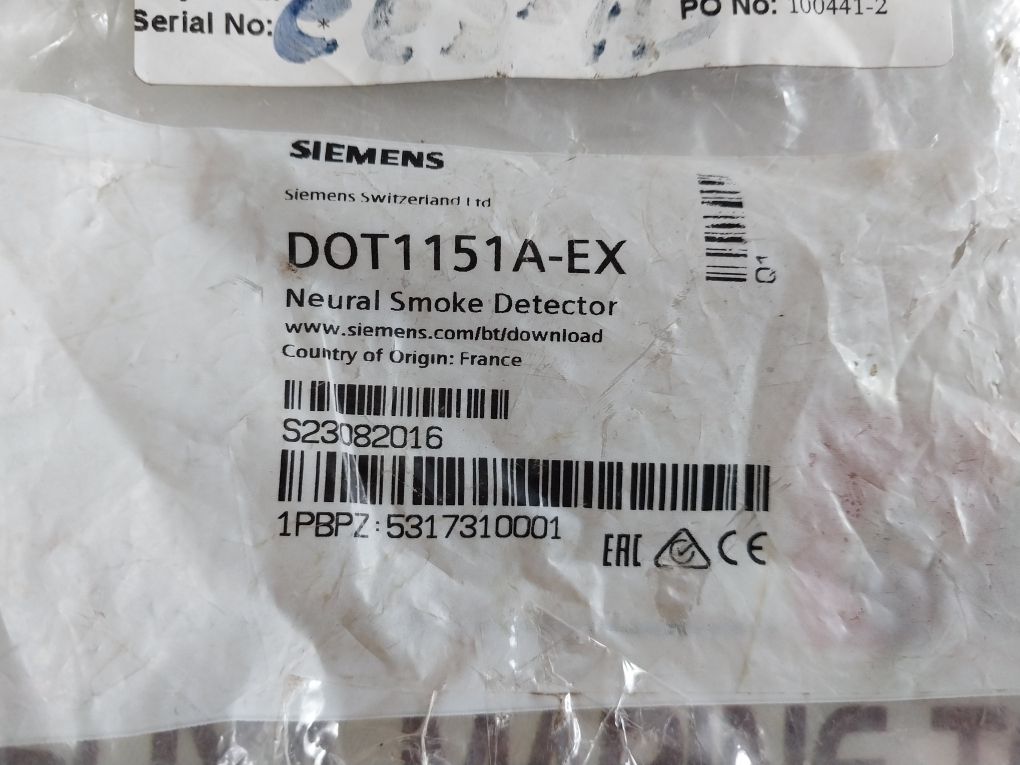 Serial No: *
PO No: 100441-2
SIEMENS
Siemens Switzerland Ltd
DOT1151A-EX
Q1
Neural Smoke Detector
www.siemens.com/bt/download
Country of Origin: France
S23082016
1PBPZ:5317310001
EAC CE